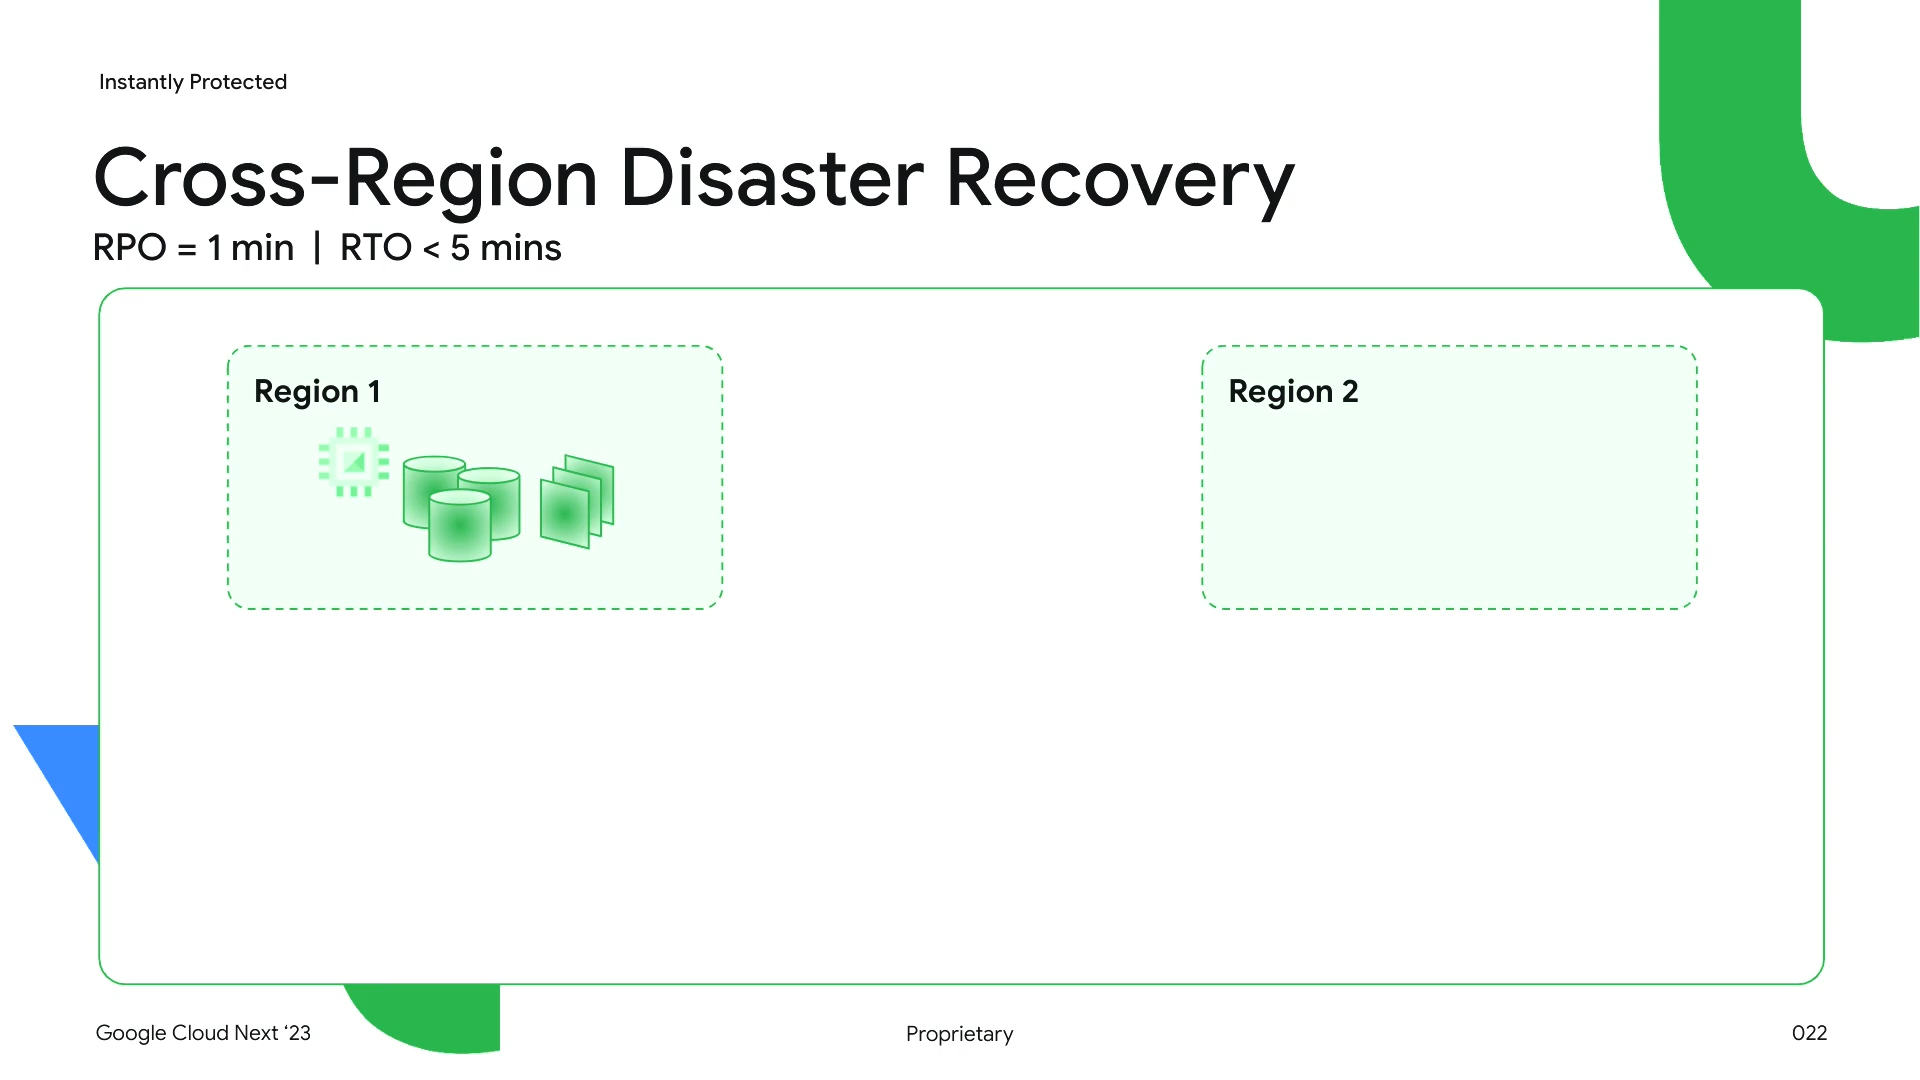 Instantly Protected
Cross-Region Disaster Recovery
RPO = 1 min | RTO < 5 mins
Region 1
Region 2
Google Cloud Next ‘23
Proprietary
022